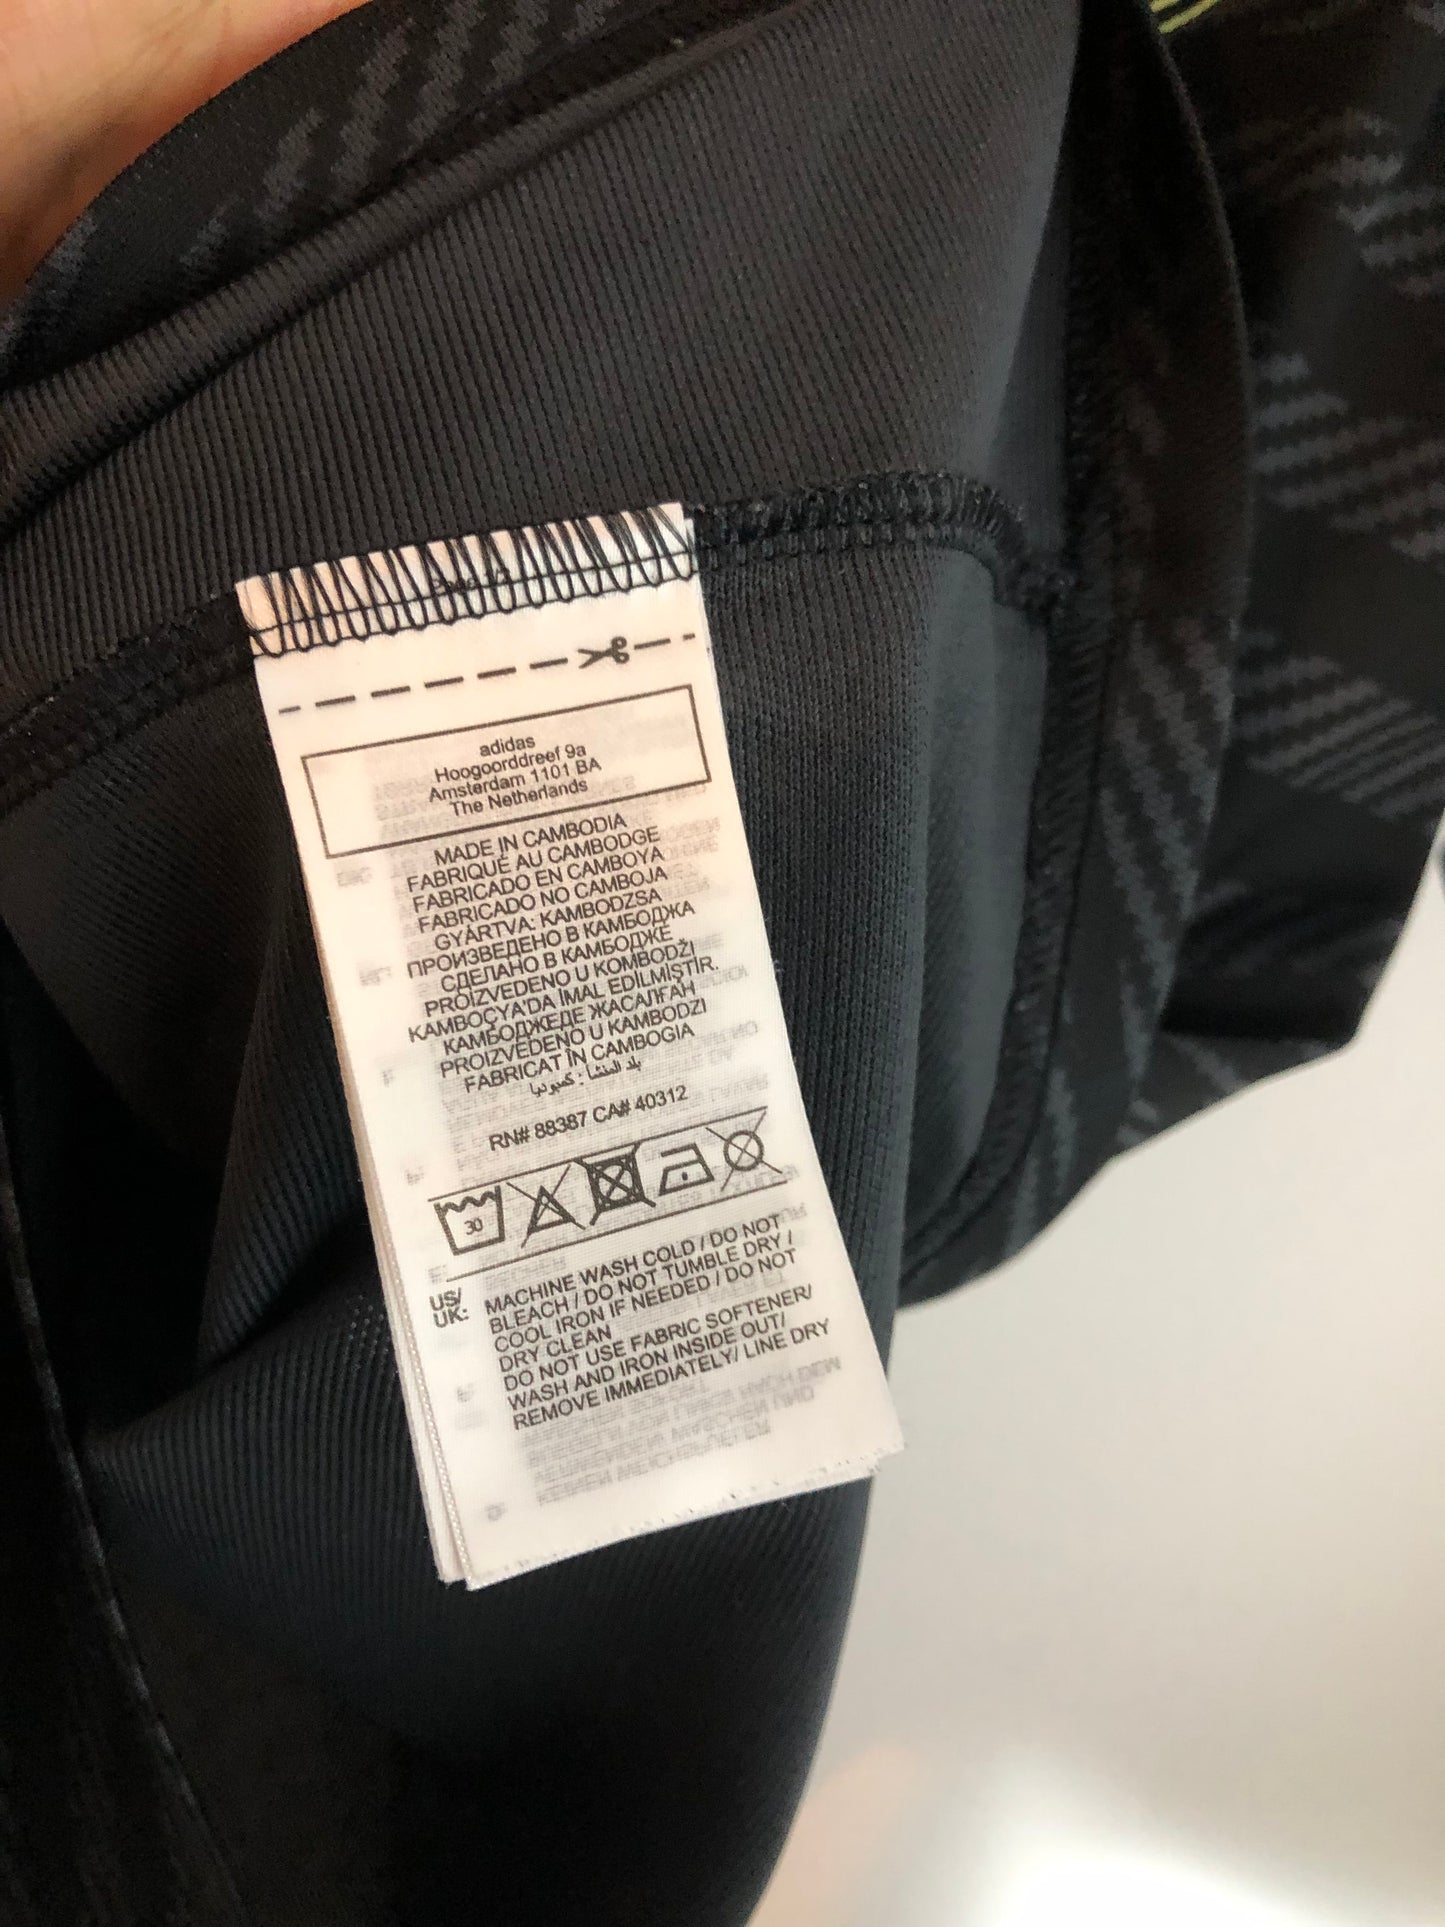 adidas
Hoogoorddreef 9a
Amsterdam 1101 BA
The Netherlands
MADE IN CAMBODIA
FABRIQUÉ AU CAMBODGE
FABRICADO EN CAMBOYA
FABRICADO NO CAMBOJA
GYÁRTVA: KAMBODZSA
ПРОИЗВЕДЕНО В КАМБОДЖА
СДЕЛАНО В КАМБОДЖЕ
PROIZVEDENO U KOMBODŽI
KAMBOÇYA'DA İMAL EDİLMİŞTİR.
КАМБОДЖЕДЕ ЖАСАЛҒАН
PROIZVEDENO U KAMBODZI
FABRICAT ÎN CAMBOGIA
بلد المنشأ : كمبوديا
RN# 88387 CA# 40312
30
US/
UK:
MACHINE WASH COLD / DO NOT
BLEACH / DO NOT TUMBLE DRY /
COOL IRON IF NEEDED / DO NOT
DRY CLEAN
DO NOT USE FABRIC SOFTENER/
WASH AND IRON INSIDE OUT/
REMOVE IMMEDIATELY/ LINE DRY